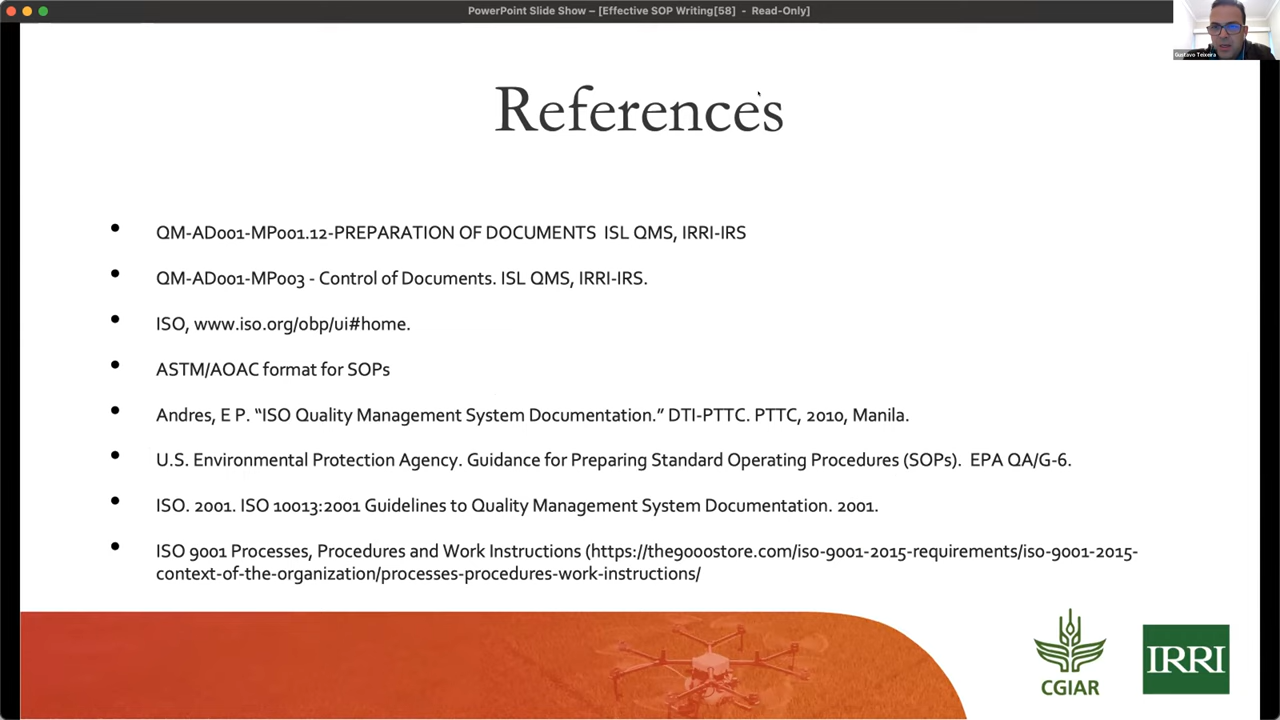 PowerPoint Slide Show – [Effective SOP Writing[58] - Read-Only]
Gustavo Teixeira
References
• QM-AD001-MP001.12-PREPARATION OF DOCUMENTS ISL QMS, IRRI-IRS
• QM-AD001-MP003 - Control of Documents. ISL QMS, IRRI-IRS.
• ISO, www.iso.org/obp/ui#home.
• ASTM/AOAC format for SOPs
• Andres, E P. “ISO Quality Management System Documentation.” DTI-PTTC. PTTC, 2010, Manila.
• U.S. Environmental Protection Agency. Guidance for Preparing Standard Operating Procedures (SOPs). EPA QA/G-6.
• ISO. 2001. ISO 10013:2001 Guidelines to Quality Management System Documentation. 2001.
• ISO 9001 Processes, Procedures and Work Instructions (https://the9000store.com/iso-9001-2015-requirements/iso-9001-2015-
context-of-the-organization/processes-procedures-work-instructions/
CGIAR
IRRI